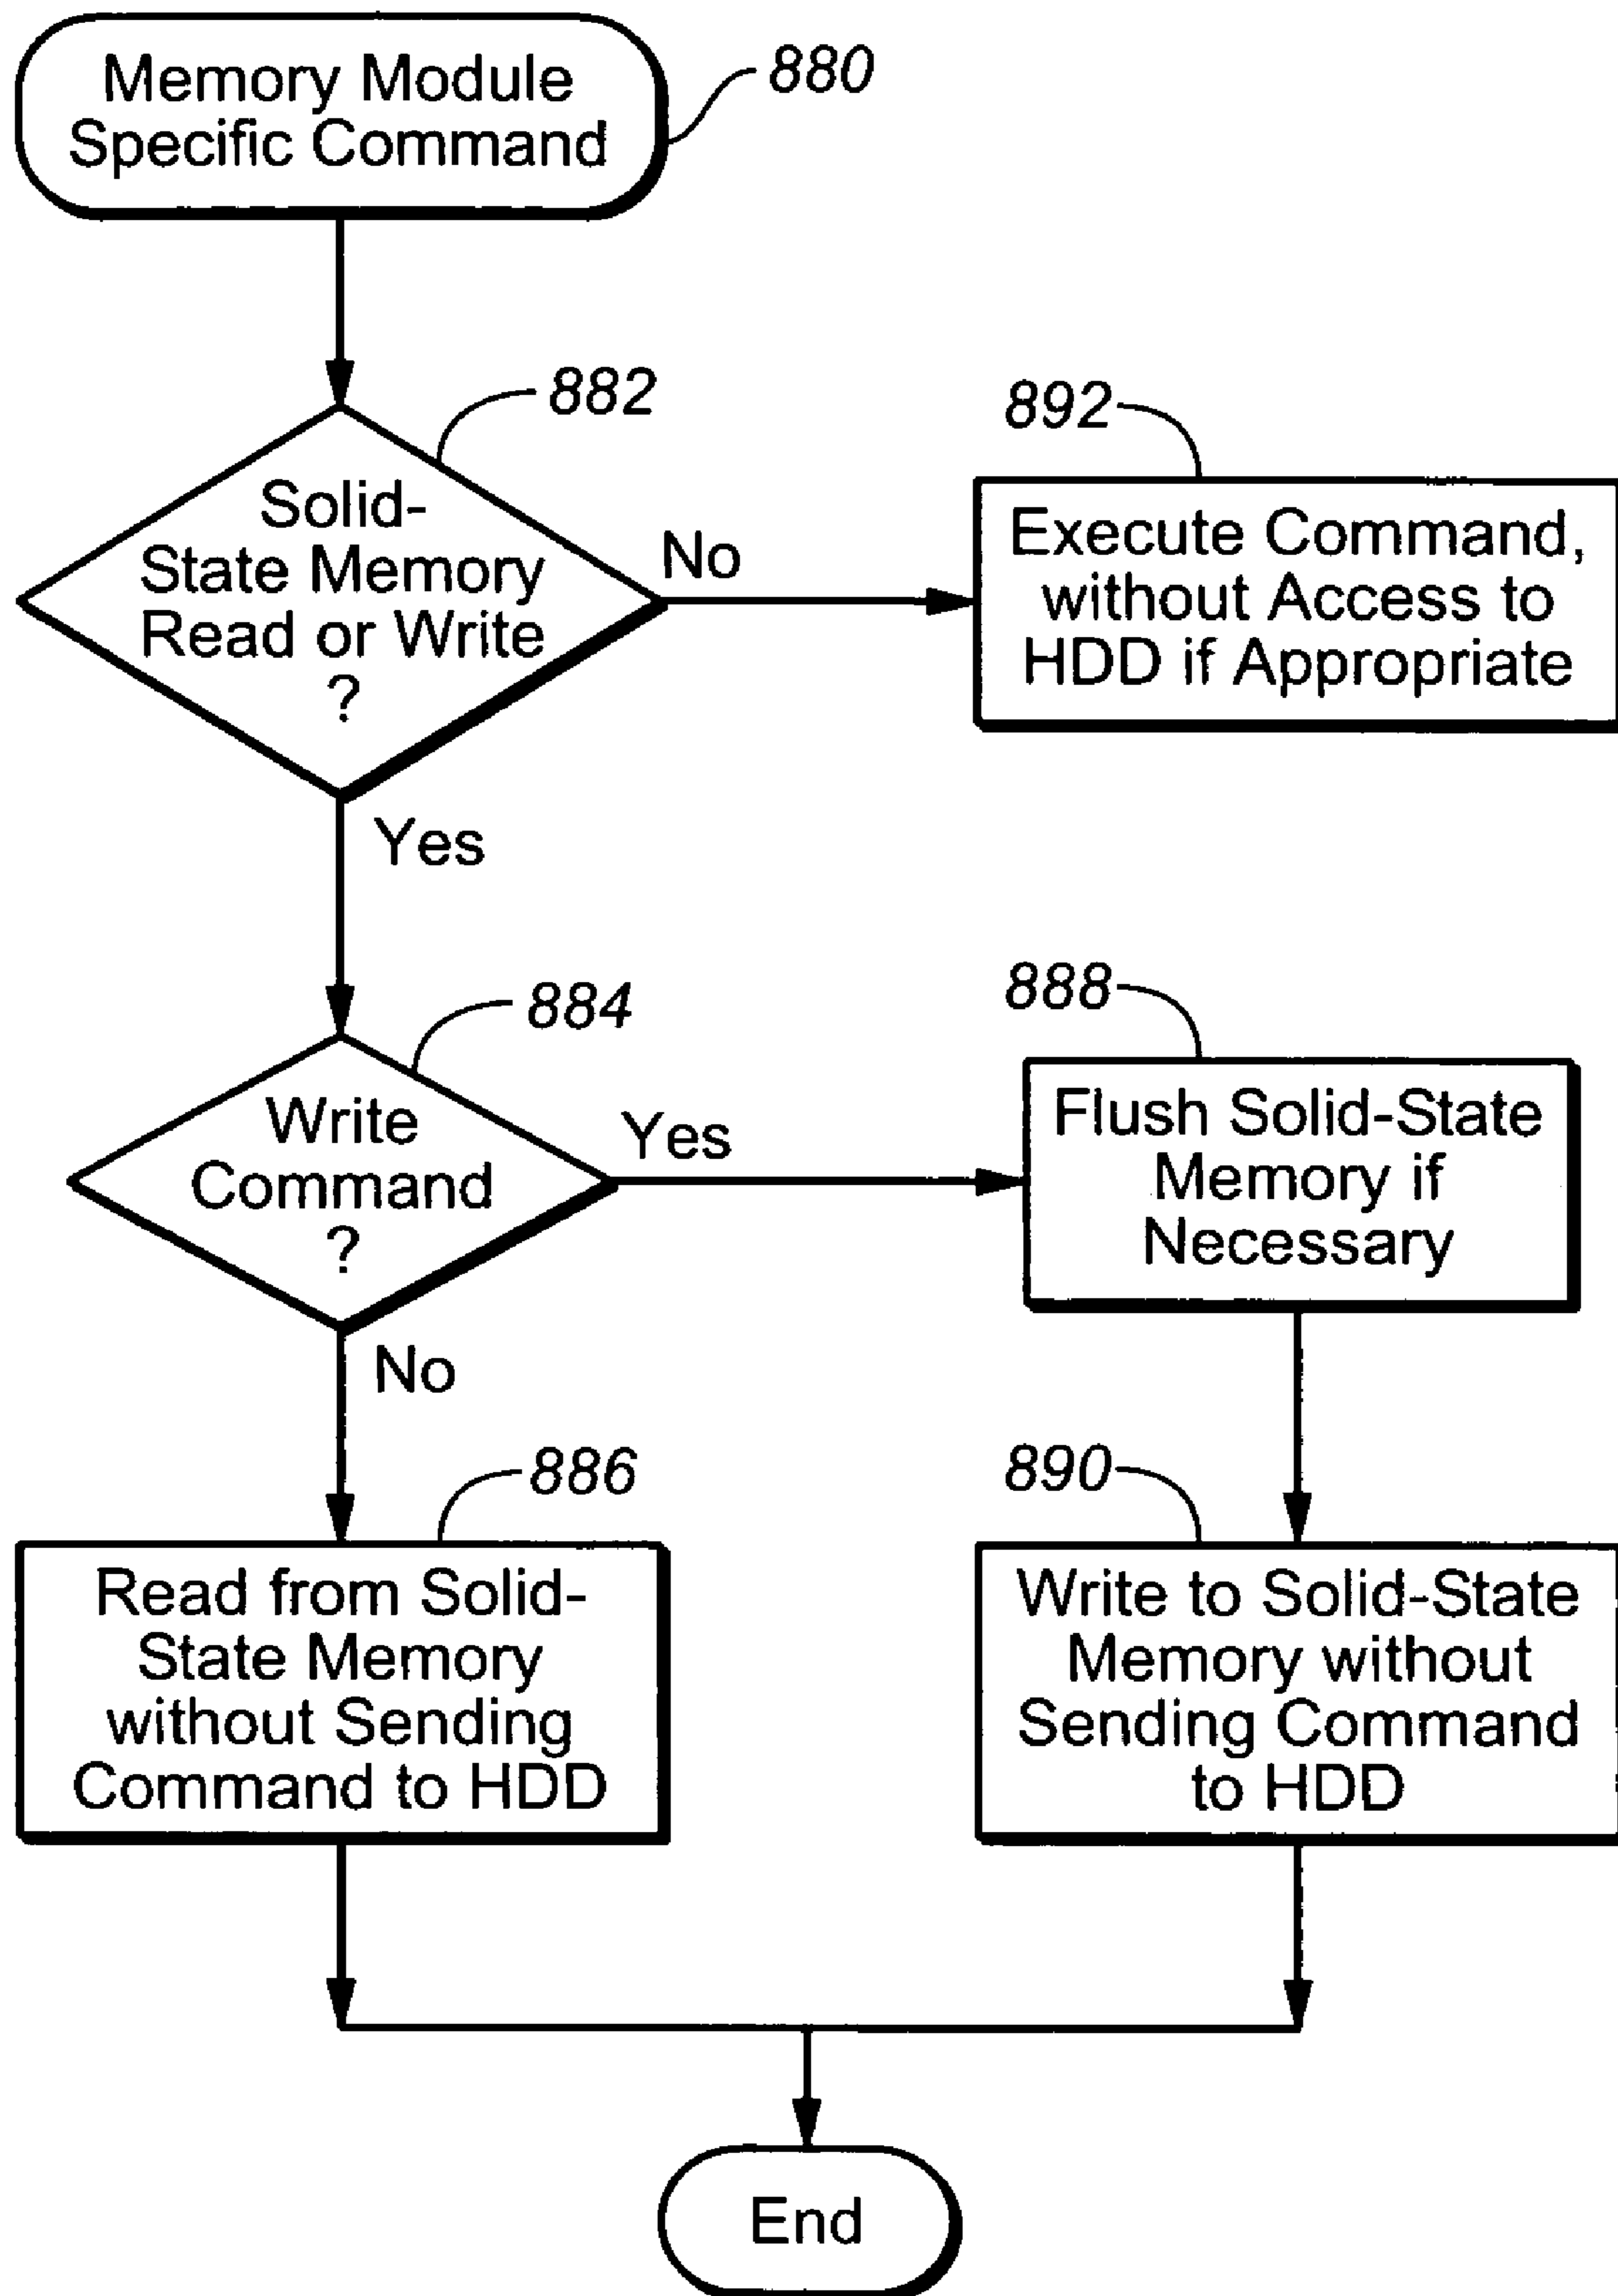 Memory Module
Specific Command
880
882
Solid-
State Memory
Read or Write
?
No
892
Execute Command,
without Access to
HDD if Appropriate
Yes
884
Write
Command
?
Yes
888
Flush Solid-State
Memory if
Necessary
No
886
Read from Solid-
State Memory
without Sending
Command to HDD
890
Write to Solid-State
Memory without
Sending Command
to HDD
End